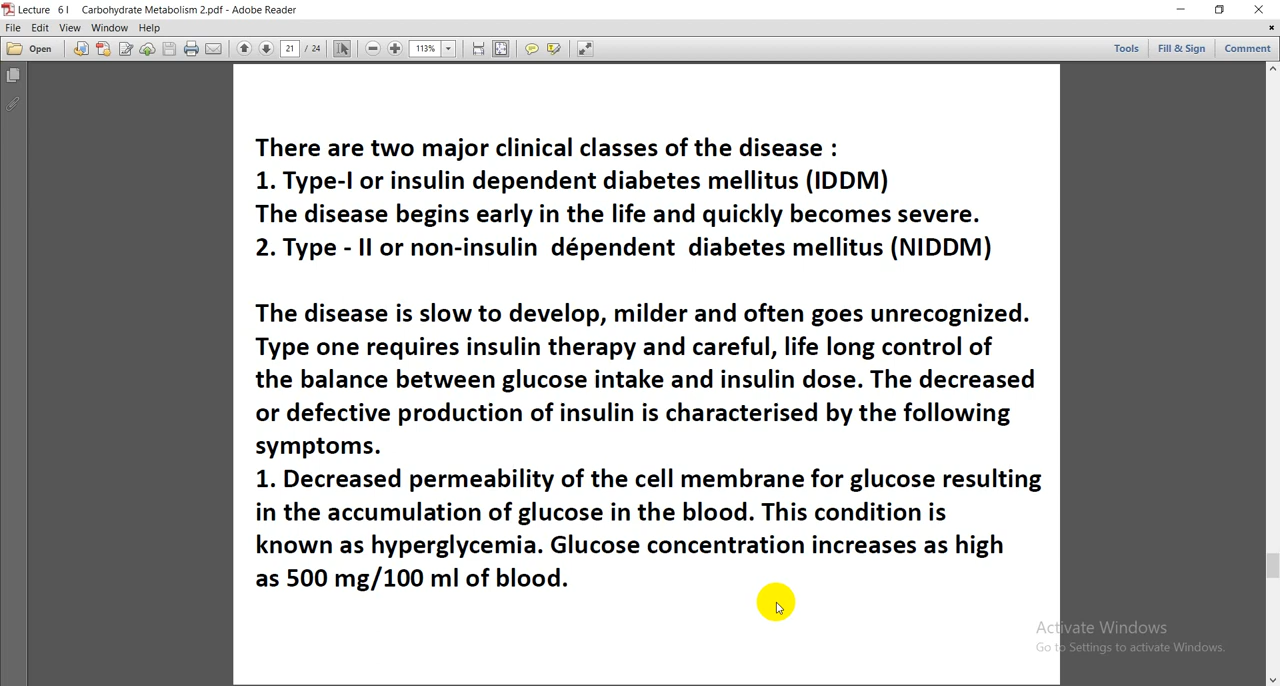 Lecture 6 I Carbohydrate Metabolism 2.pdf - Adobe Reader
File Edit View Window Help
Open 21 / 24 113% Tools Fill & Sign Comment
There are two major clinical classes of the disease :
1. Type-I or insulin dependent diabetes mellitus (IDDM)
The disease begins early in the life and quickly becomes severe.
2. Type - II or non-insulin dépendent diabetes mellitus (NIDDM)
The disease is slow to develop, milder and often goes unrecognized.
Type one requires insulin therapy and careful, life long control of
the balance between glucose intake and insulin dose. The decreased
or defective production of insulin is characterised by the following
symptoms.
1. Decreased permeability of the cell membrane for glucose resulting
in the accumulation of glucose in the blood. This condition is
known as hyperglycemia. Glucose concentration increases as high
as 500 mg/100 ml of blood.
Activate Windows
Go to Settings to activate Windows.